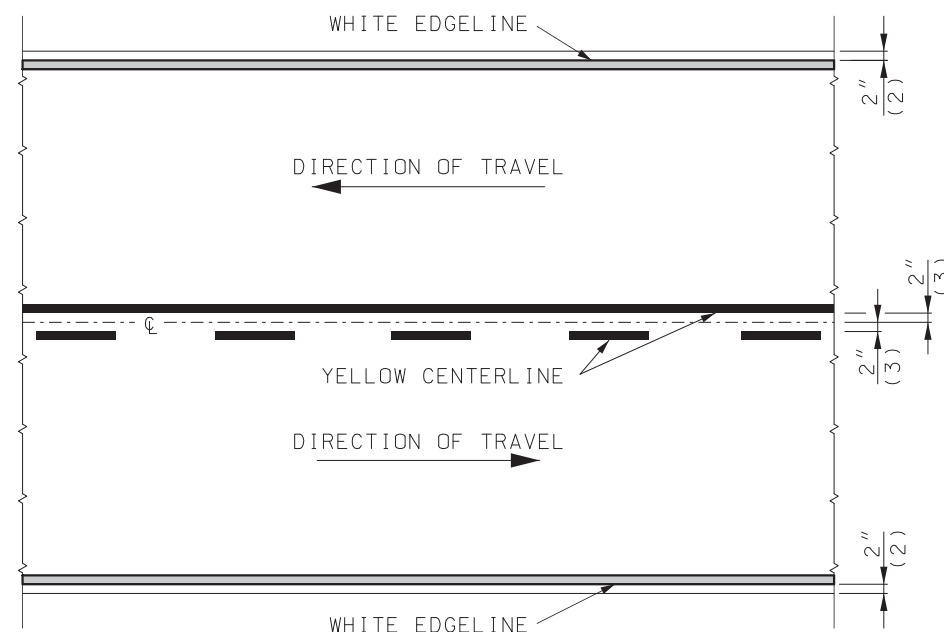 WHITE EDGELINE
2"
(2)
DIRECTION OF TRAVEL
2"
(3)
℄
2"
(3)
YELLOW CENTERLINE
DIRECTION OF TRAVEL
2"
(2)
WHITE EDGELINE